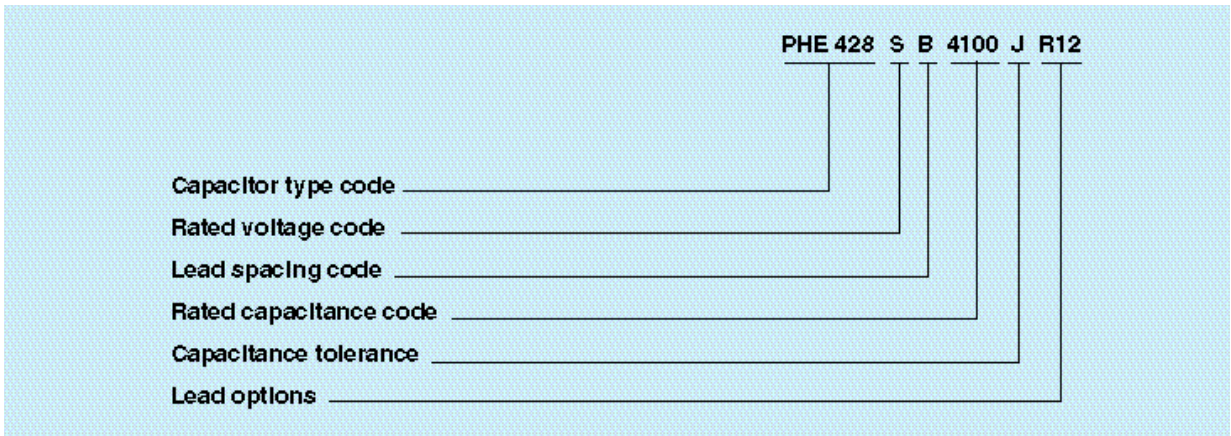 PHE 428 S B 4100 J R12
Capacitor type code
Rated voltage code
Lead spacing code
Rated capacitance code
Capacitance tolerance
Lead options